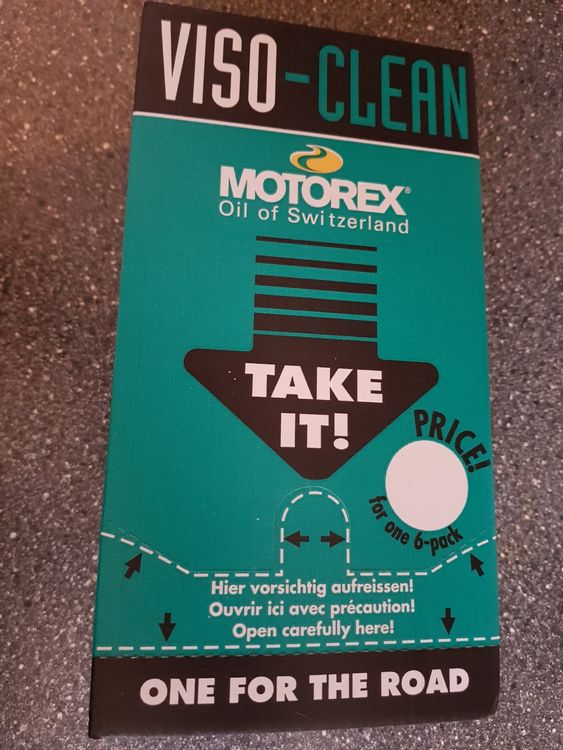 VISO-CLEAN
MOTOREX®
Oil of Switzerland
TAKE
IT!
PRICE!
for one 6-pack
Hier vorsichtig aufreissen!
Ouvrir ici avec précaution!
Open carefully here!
ONE FOR THE ROAD